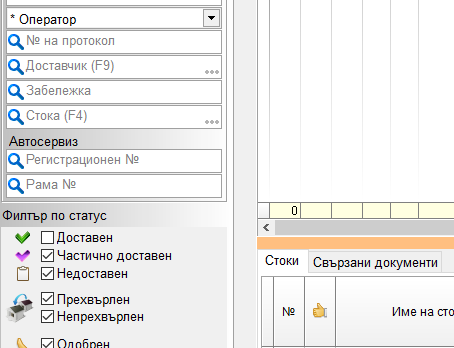 * Оператор
№ на протокол
Доставчик (F9)
Забележка
Стока (F4)
Автосервиз
Регистрационен №
Рама №
Филтър по статус
Доставен
Частично доставен
Недоставен
Прехвърлен
Непрехвърлен
Одобрен
0
Стоки
Свързани документи
№
Име на сто